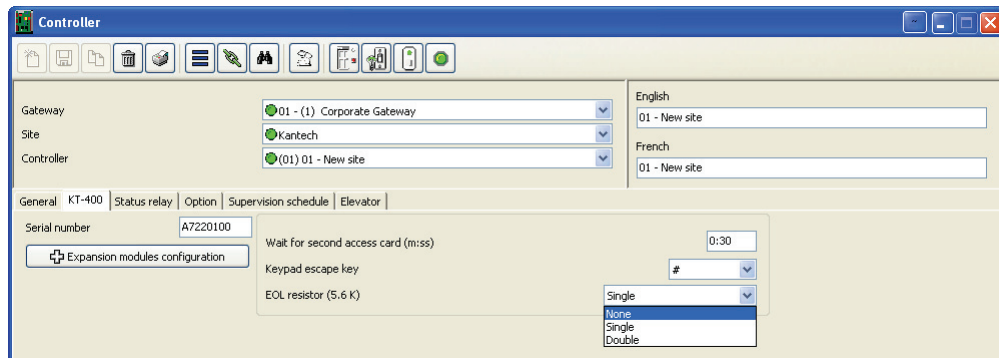 Controller
Gateway
01 - (1) Corporate Gateway
Site
Kantech
Controller
(01) 01 - New site
English
01 - New site
French
01 - New site
General KT-400 Status relay Option Supervision schedule Elevator
Serial number A7220100
Expansion modules configuration
Wait for second access card (m:ss) 0:30
Keypad escape key #
EOL resistor (5.6 K) Single
None
Single
Double